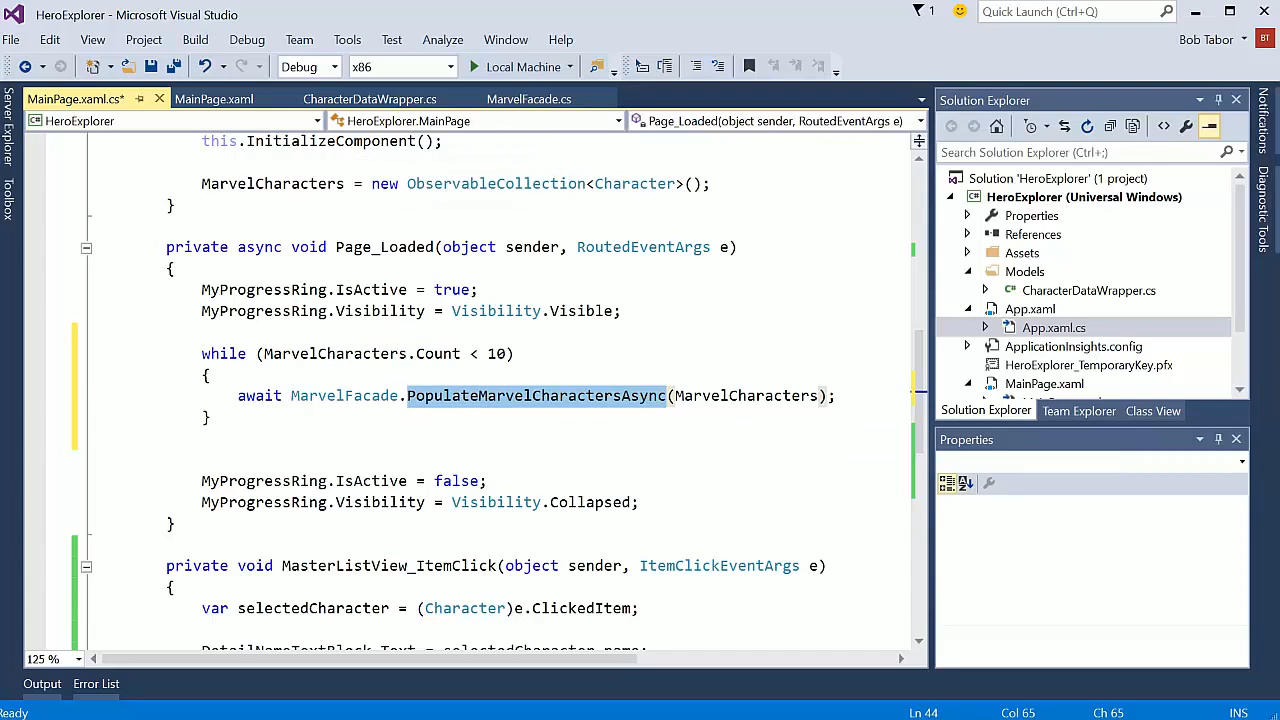 HeroExplorer - Microsoft Visual Studio
1
Quick Launch (Ctrl+Q)
File Edit View Project Build Debug Team Tools Test Analyze Window Help
Bob Tabor BT
Debug x86 Local Machine
Server Explorer
Toolbox
MainPage.xaml.cs* MainPage.xaml CharacterDataWrapper.cs MarvelFacade.cs
HeroExplorer HeroExplorer.MainPage Page_Loaded(object sender, RoutedEventArgs e)
this.InitializeComponent();
MarvelCharacters = new ObservableCollection<Character>();
}
private async void Page_Loaded(object sender, RoutedEventArgs e)
{
MyProgressRing.IsActive = true;
MyProgressRing.Visibility = Visibility.Visible;
while (MarvelCharacters.Count < 10)
{
await MarvelFacade.PopulateMarvelCharactersAsync(MarvelCharacters);
}
MyProgressRing.IsActive = false;
MyProgressRing.Visibility = Visibility.Collapsed;
}
private void MasterListView_ItemClick(object sender, ItemClickEventArgs e)
{
var selectedCharacter = (Character)e.ClickedItem;
DetailNameTextBlock.Text = selectedCharacter.name;
125 %
Solution Explorer
Search Solution Explorer (Ctrl+;)
Solution 'HeroExplorer' (1 project)
HeroExplorer (Universal Windows)
Properties
References
Assets
Models
CharacterDataWrapper.cs
App.xaml
App.xaml.cs
ApplicationInsights.config
HeroExplorer_TemporaryKey.pfx
MainPage.xaml
Solution Explorer Team Explorer Class View
Properties
Notifications
Diagnostic Tools
Output Error List
Ready Ln 44 Col 65 Ch 65 INS